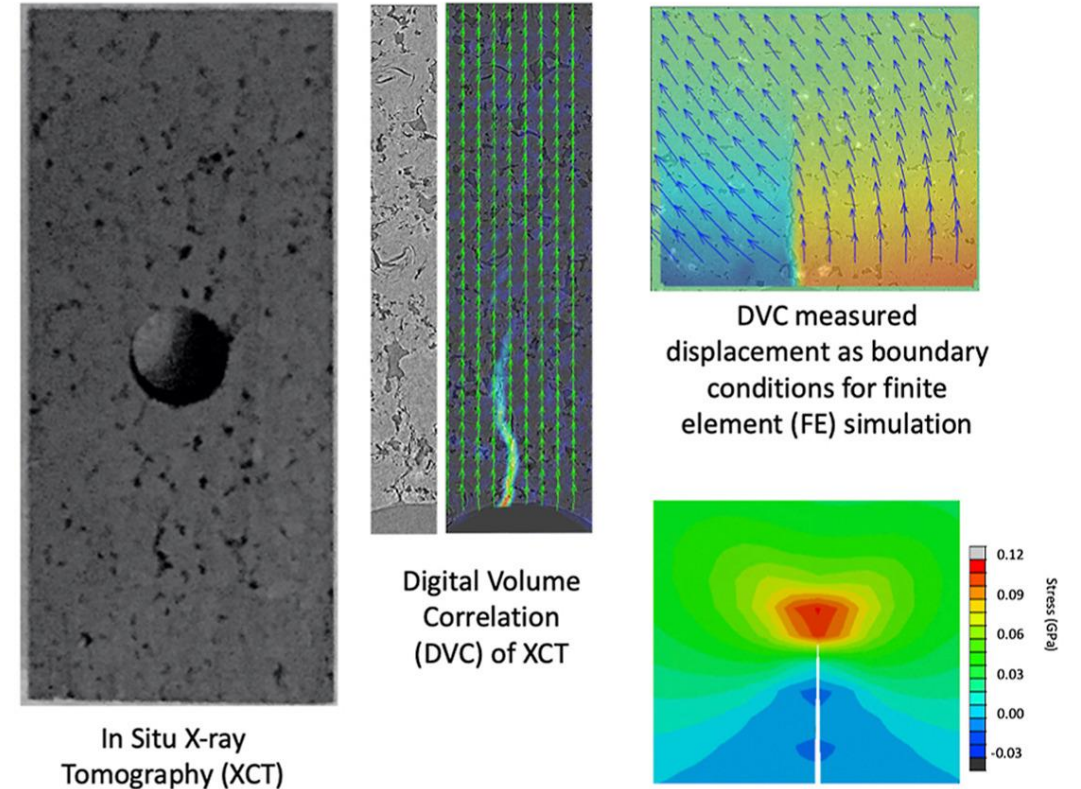 In Situ X-ray
Tomography (XCT)
Digital Volume
Correlation
(DVC) of XCT
DVC measured
displacement as boundary
conditions for finite
element (FE) simulation
0.12
0.09
0.06
0.03
0.00
-0.03
Stress (GPa)